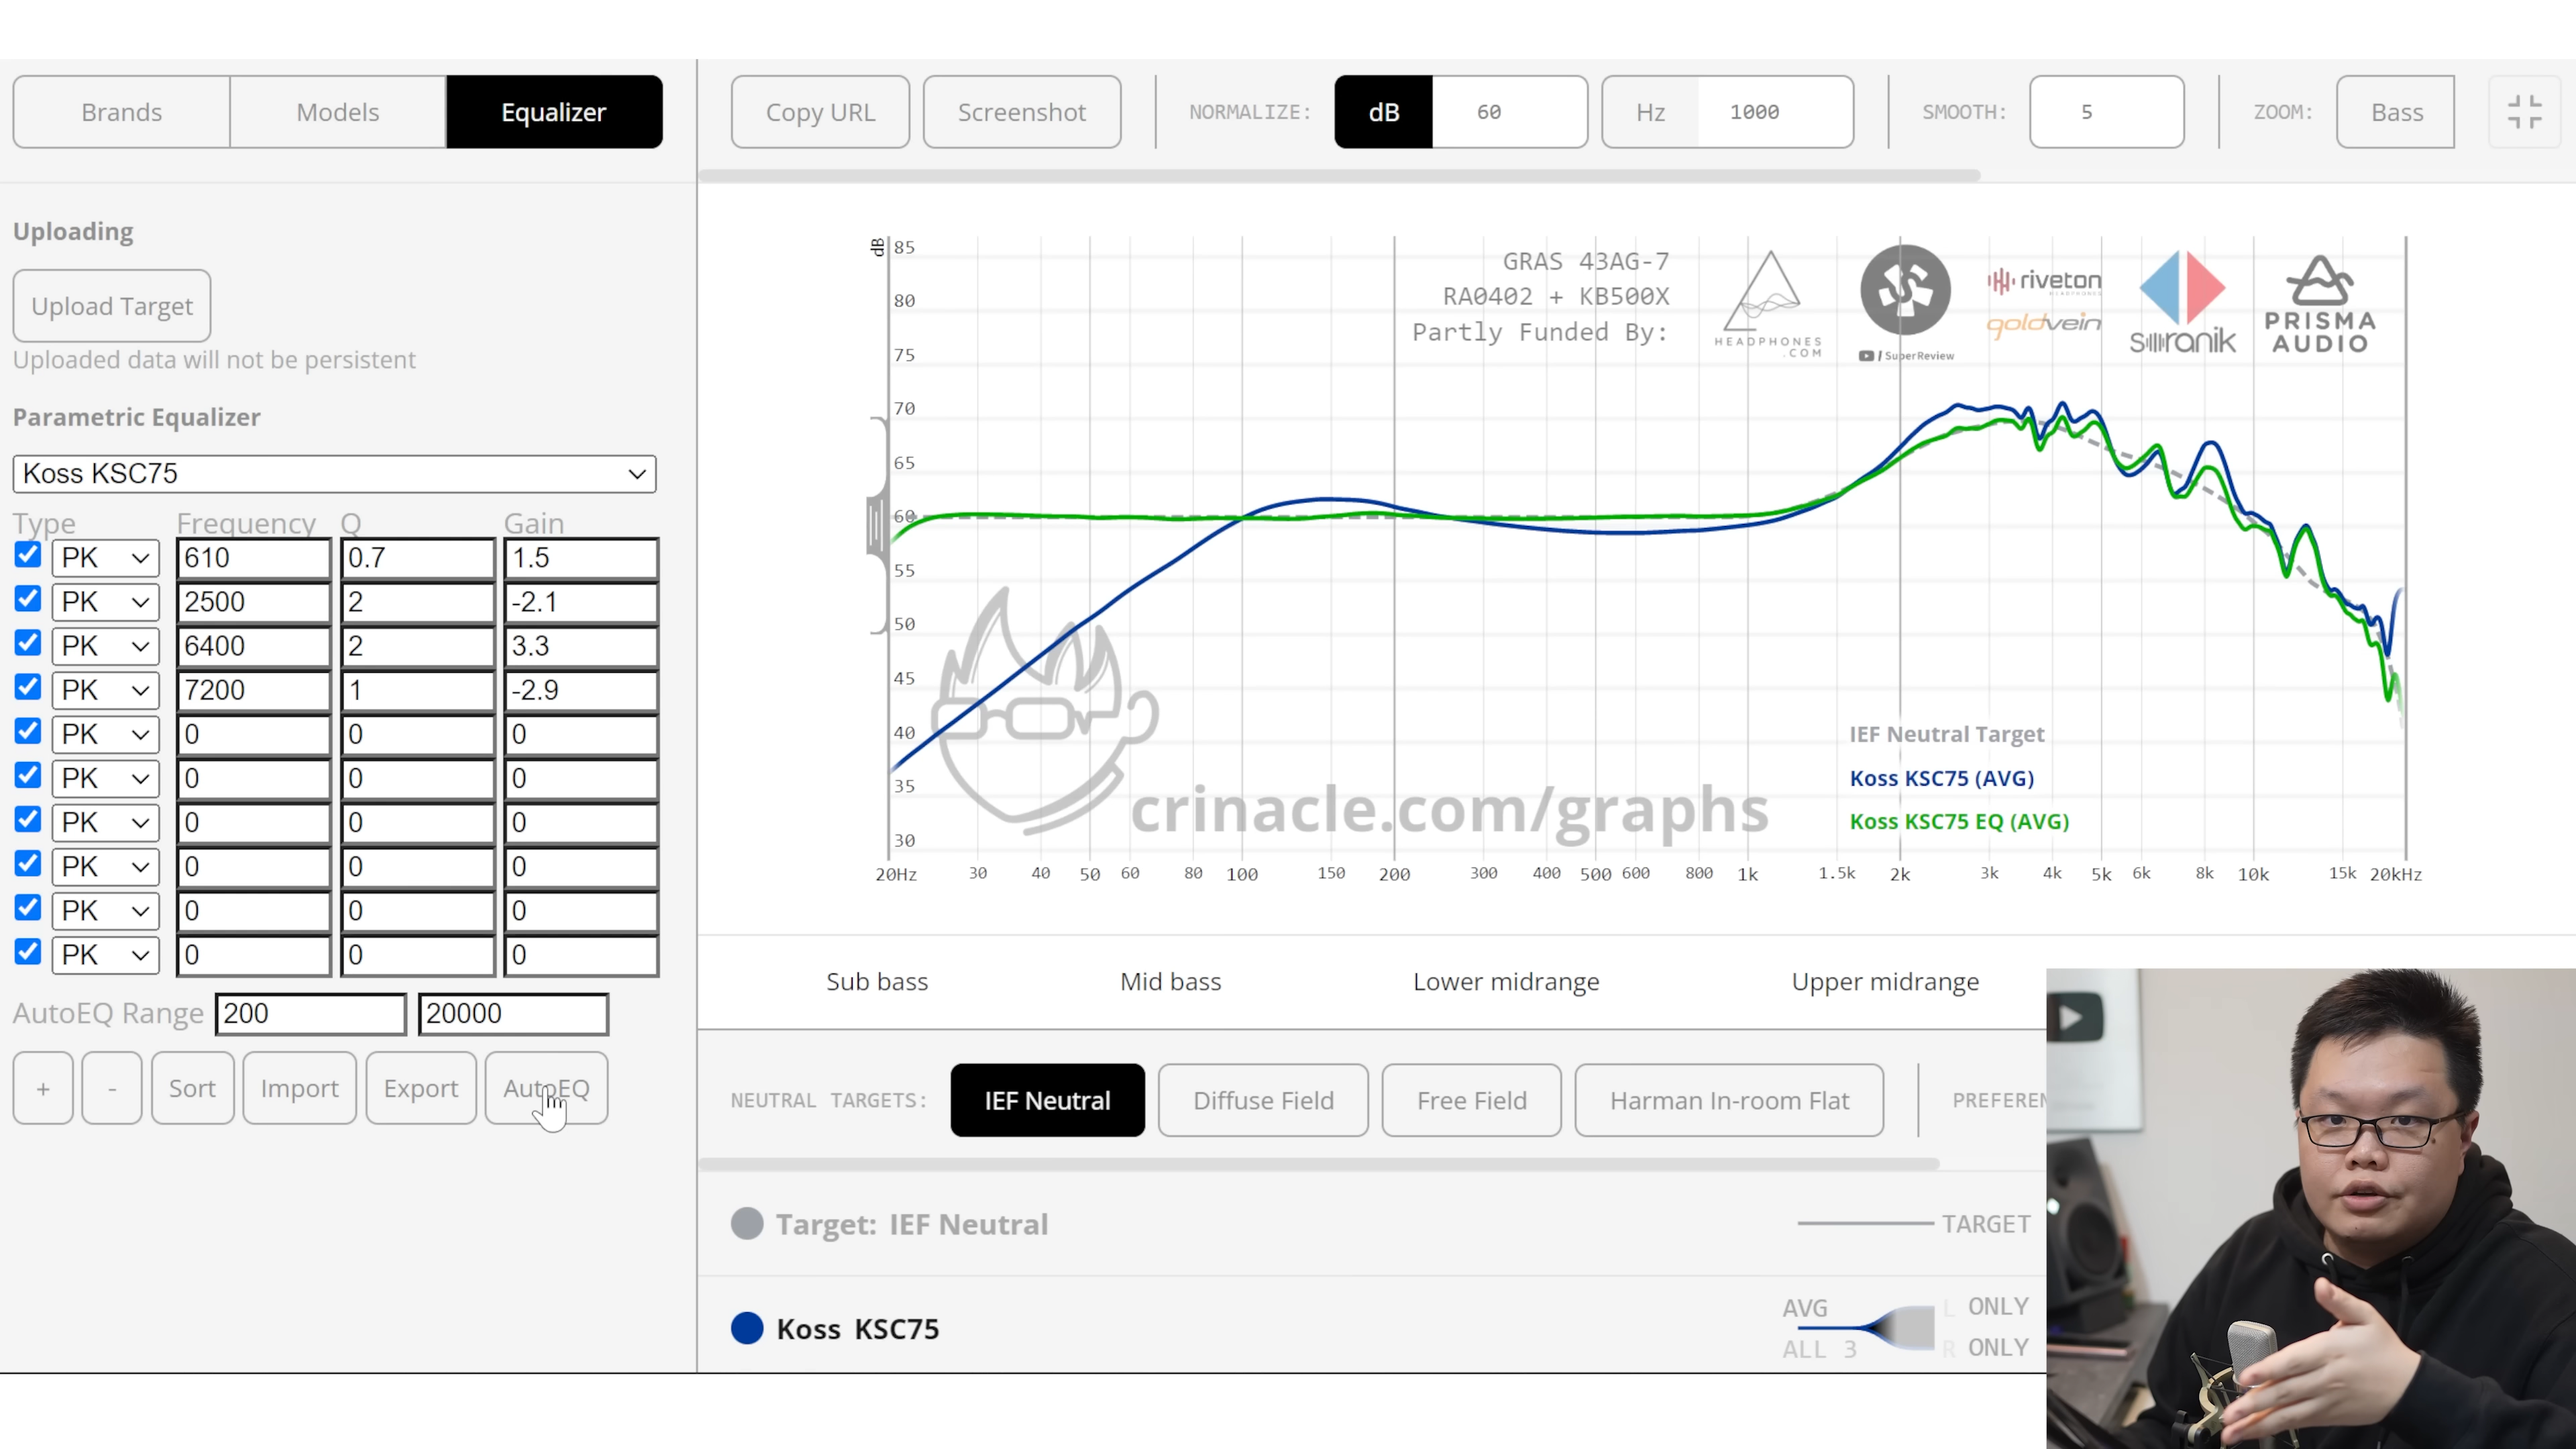 Brands Models Equalizer
Copy URL Screenshot NORMALIZE: dB 60 Hz 1000 SMOOTH: 5 ZOOM: Bass
Uploading
Upload Target
Uploaded data will not be persistent
Parametric Equalizer
Koss KSC75
Type Frequency Q Gain
PK 610 0.7 1.5
PK 2500 2 -2.1
PK 6400 2 3.3
PK 7200 1 -2.9
PK 0 0 0
PK 0 0 0
PK 0 0 0
PK 0 0 0
PK 0 0 0
PK 0 0 0
AutoEQ Range 200 20000
+ - Sort Import Export AutoEQ
dB
85
80
75
70
65
60
55
50
45
40
35
30
GRAS 43AG-7
RA0402 + KB500X
Partly Funded By:
HEADPHONES
.COM
/ SuperReview
riveton
goldvein
PRISMA
AUDIO
IEF Neutral Target
Koss KSC75 (AVG)
Koss KSC75 EQ (AVG)
crinacle.com/graphs
20Hz 30 40 50 60 80 100 150 200 300 400 500 600 800 1k 1.5k 2k 3k 4k 5k 6k 8k 10k 15k 20kHz
Sub bass Mid bass Lower midrange Upper midrange
NEUTRAL TARGETS: IEF Neutral Diffuse Field Free Field Harman In-room Flat
Target: IEF Neutral TARGET
Koss KSC75
AVG L ONLY
ALL 3 R ONLY